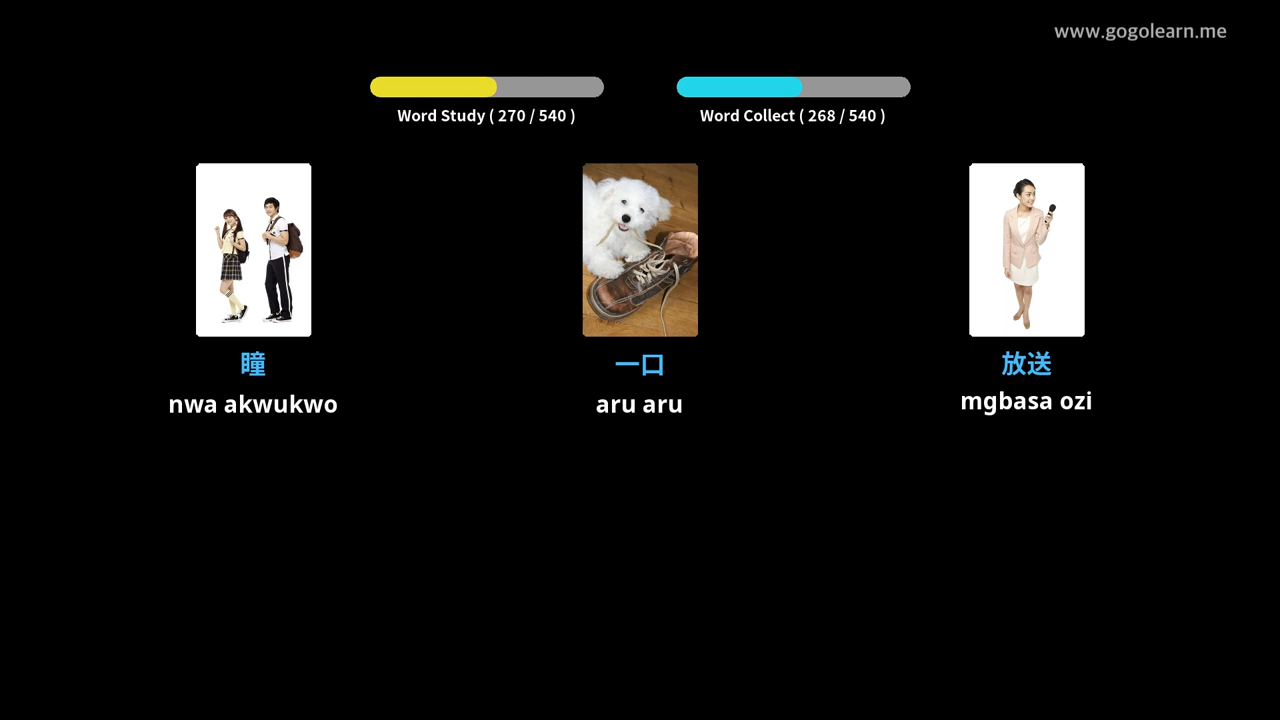 www.gogolearn.me
Word Study ( 270 / 540 )
Word Collect ( 268 / 540 )
瞳
一口
放送
nwa akwukwo
aru aru
mgbasa ozi